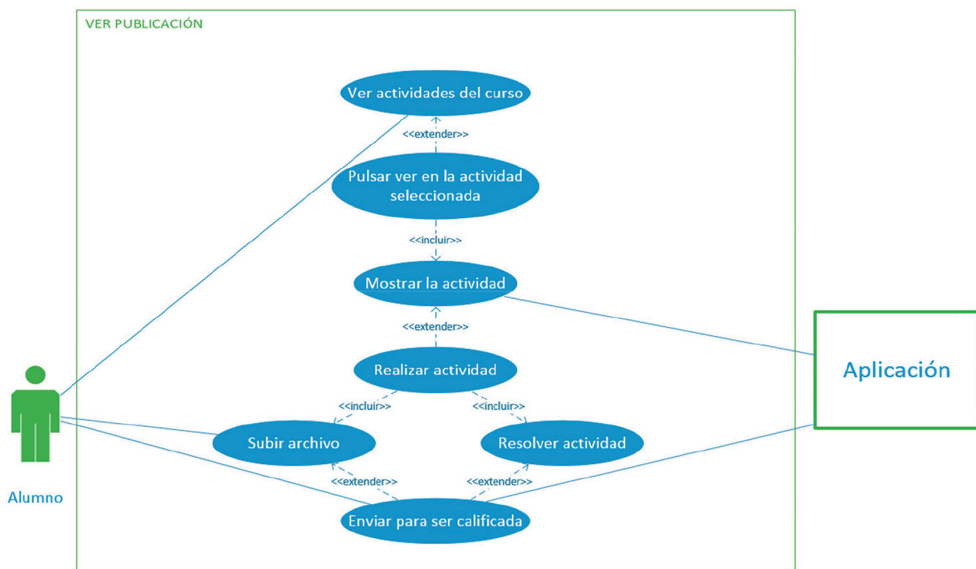 VER PUBLICACIÓN
Ver actividades del curso
<<extender>>
Pulsar ver en la actividad
seleccionada
<<incluir>>
Mostrar la actividad
<<extender>>
Realizar actividad
Aplicación
<<incluir>>
<<incluir>>
Subir archivo
Resolver actividad
<<extender>>
<<extender>>
Alumno
Enviar para ser calificada